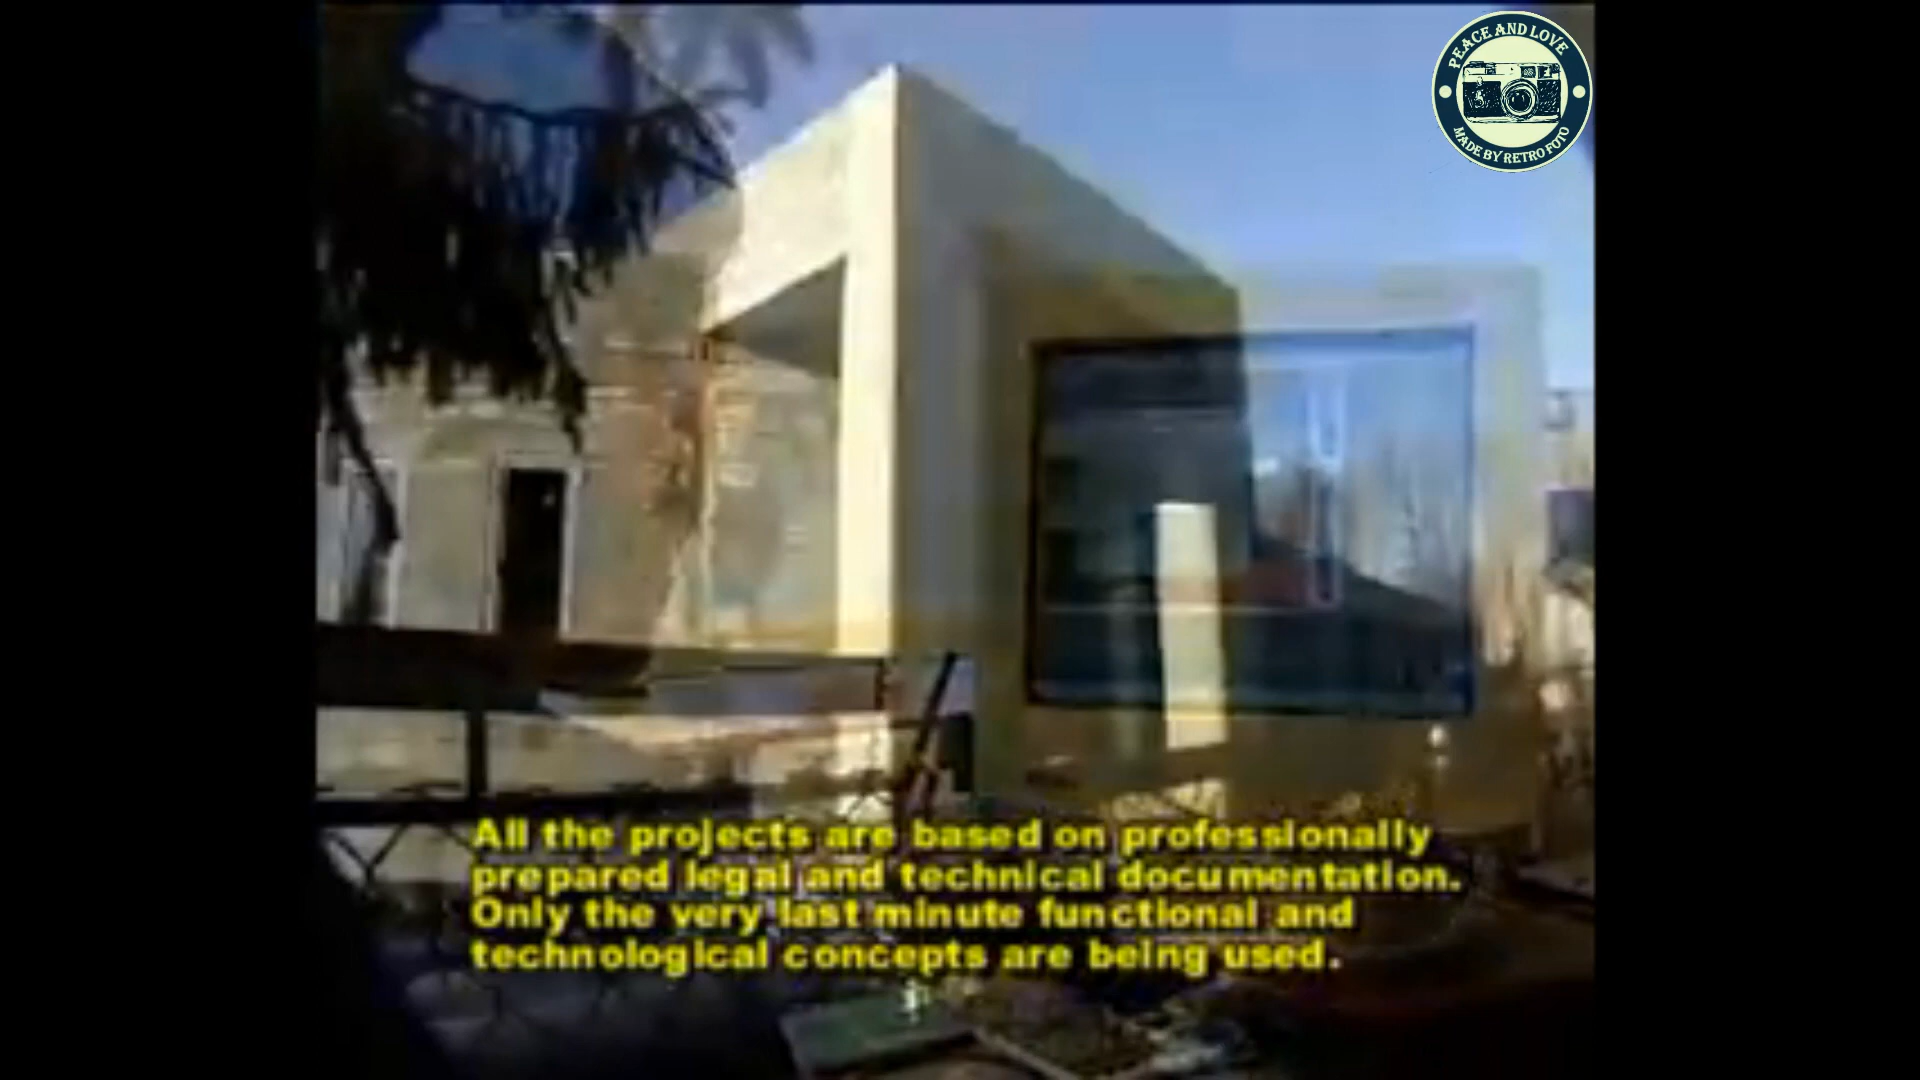 PEACE AND LOVE
MADE BY RETRO FOTO
All the projects are based on professionally
prepared legal and technical documentation.
Only the very last minute functional and
technological concepts are being used.